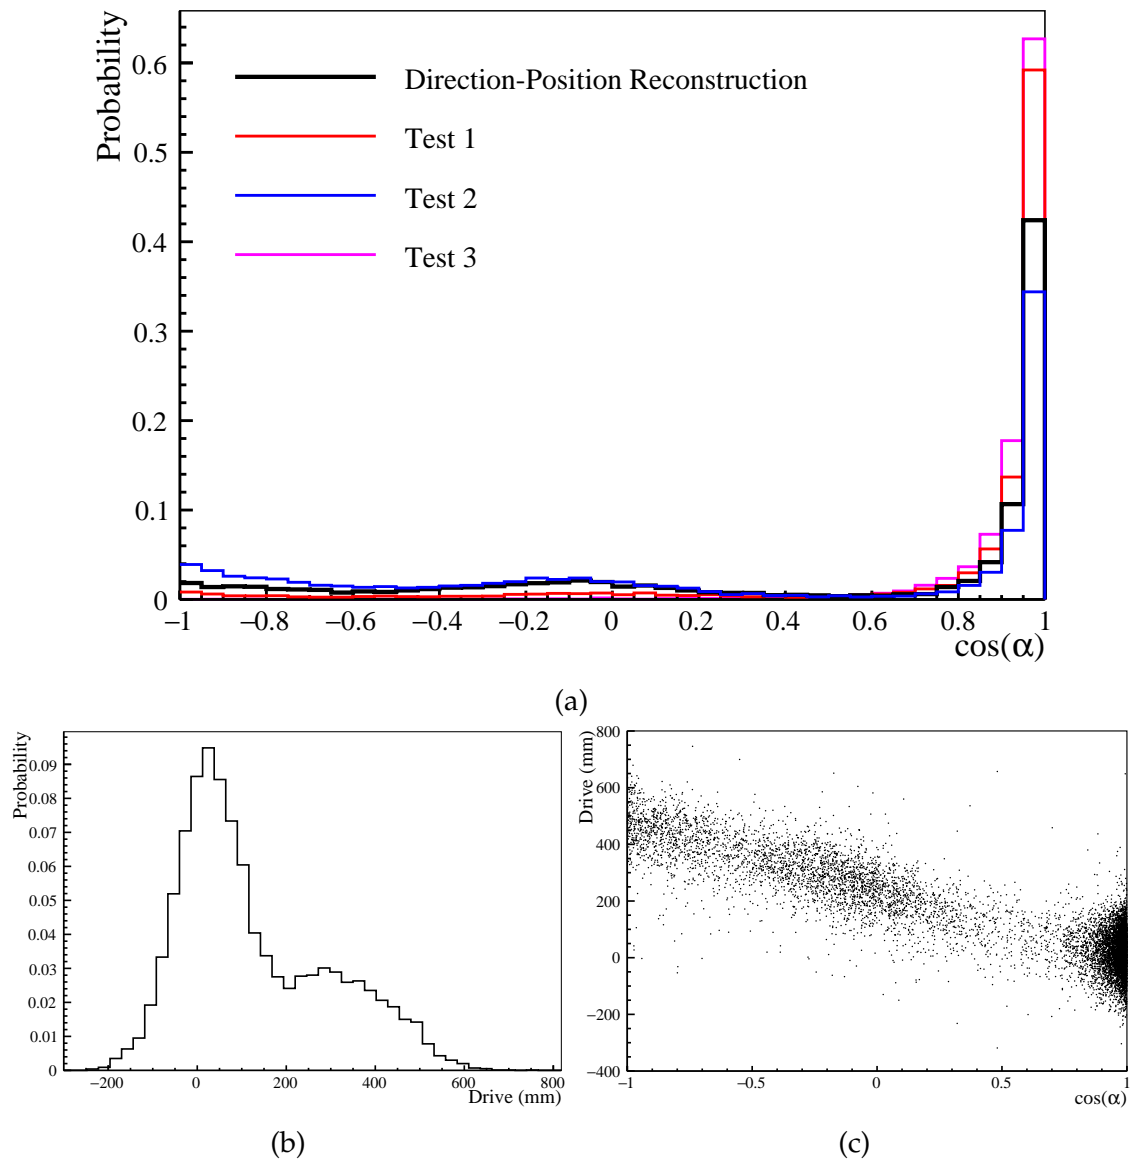 Probability
0.6
0.5
0.4
0.3
0.2
0.1
0
Direction-Position Reconstruction
Test 1
Test 2
Test 3
−1 −0.8 −0.6 −0.4 −0.2 0 0.2 0.4 0.6 0.8 1
cos(α)
(a)
Probability
0.09
0.08
0.07
0.06
0.05
0.04
0.03
0.02
0.01
0
−200 0 200 400 600 800
Drive (mm)
(b)
Drive (mm)
800
600
400
200
0
−200
−400
−1 −0.5 0 0.5 1
cos(α)
(c)